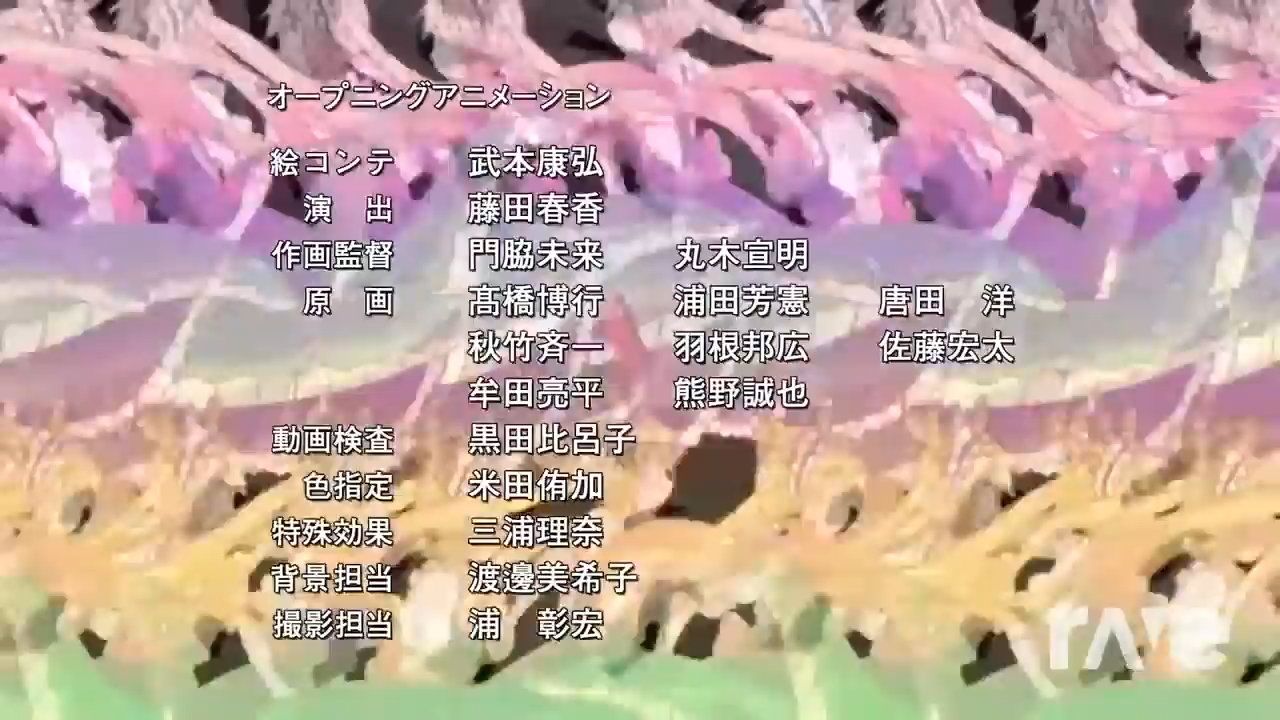 オープニングアニメーション
絵コンテ 武本康弘
演 出 藤田春香
作画監督 門脇未来 丸木宣明
原 画 髙橋博行 浦田芳憲 唐田 洋
秋竹斉一 羽根邦広 佐藤宏太
牟田亮平 熊野誠也
動画検査 黒田比呂子
色指定 米田侑加
特殊効果 三浦理奈
背景担当 渡邊美希子
撮影担当 浦 彰宏
rave